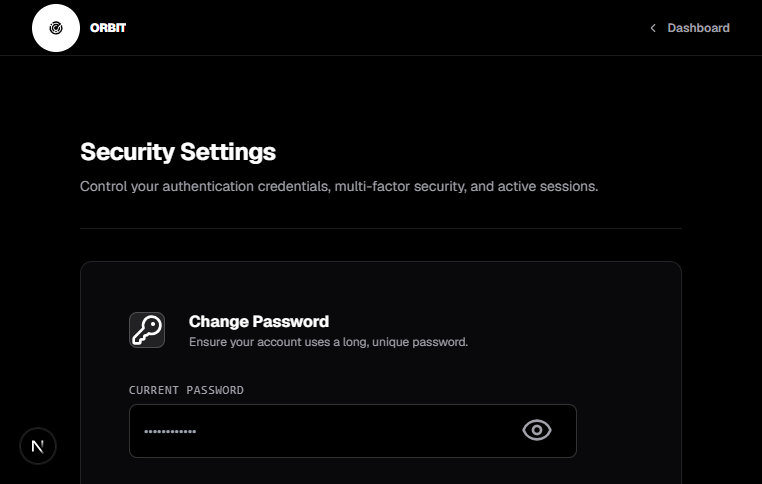 ORBIT
Dashboard
Security Settings
Control your authentication credentials, multi-factor security, and active sessions.
Change Password
Ensure your account uses a long, unique password.
CURRENT PASSWORD
••••••••••••
N